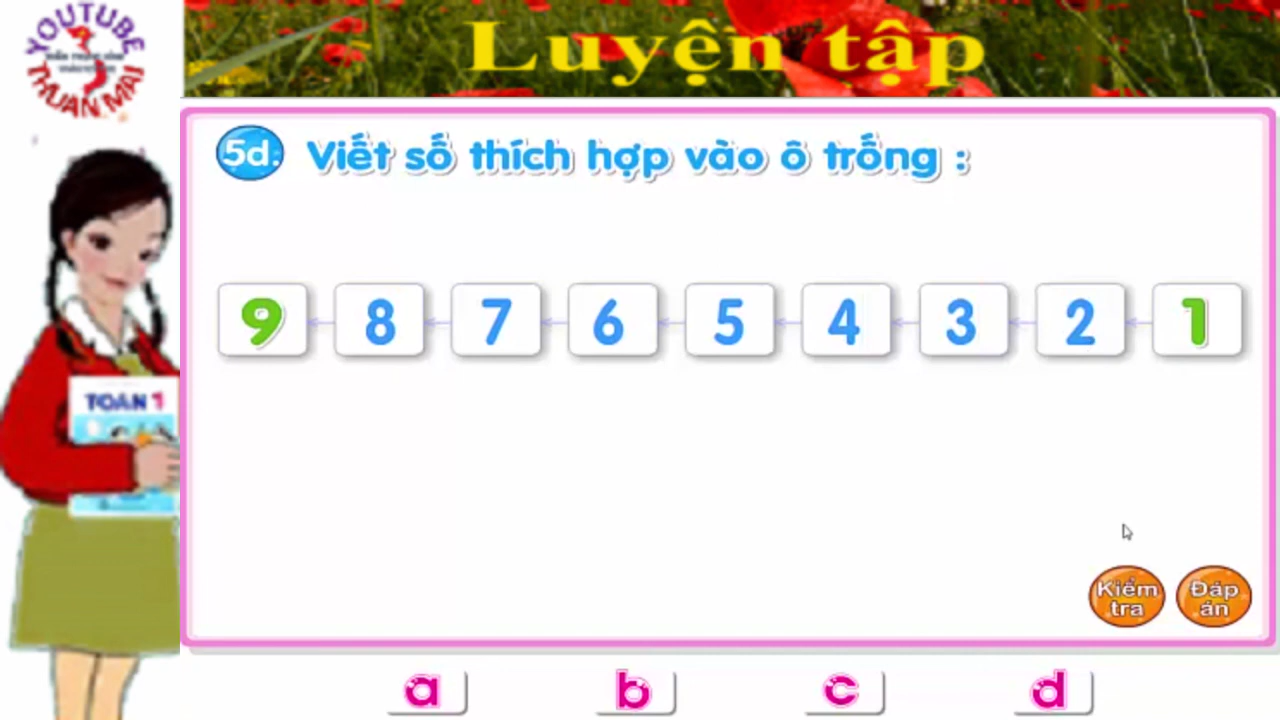 YOUTUBE
THUAN MAI
Luyện tập
5d. Viết số thích hợp vào ô trống :
9 8 7 6 5 4 3 2 1
TOÁN 1
Kiểm tra
Đáp án
a b c d